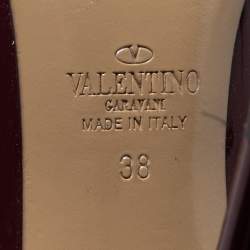 VALENTINO
GARAVANI
MADE IN ITALY
38